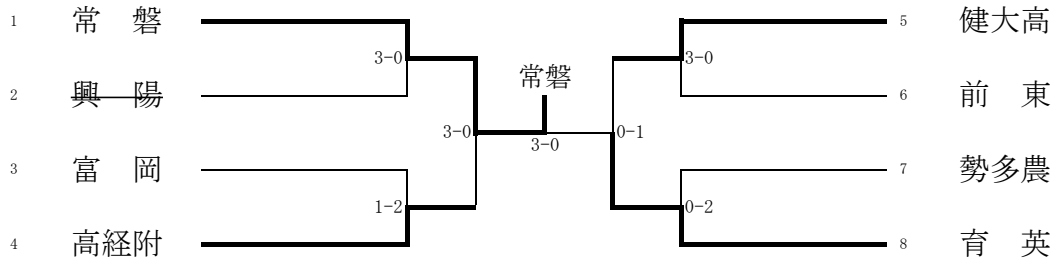 1 常　磐
2 興　陽
3 富　岡
4 高経附
3-0
1-2
3-0
常磐
3-0
0-1
3-0
0-2
5 健大高
6 前　東
7 勢多農
8 育　英